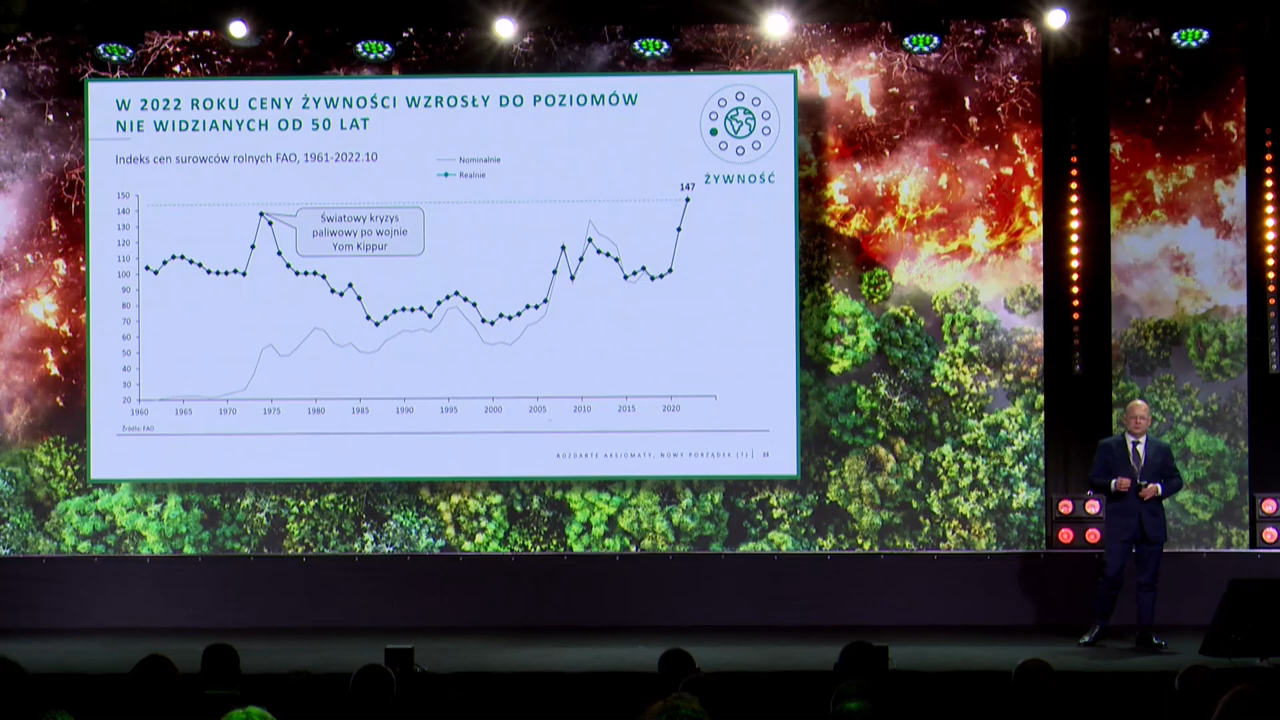 W 2022 ROKU CENY ŻYWNOŚCI WZROSŁY DO POZIOMÓW
NIE WIDZIANYCH OD 50 LAT
Indeks cen surowców rolnych FAO, 1961-2022.10
Nominalnie
Realnie
ŻYWNOŚĆ
147
150
140
130
120
110
100
90
80
70
60
50
40
30
20
Światowy kryzys
paliwowy po wojnie
Yom Kippur
1960 1965 1970 1975 1980 1985 1990 1995 2000 2005 2010 2015 2020
Źródło: FAO
ROZDARTE AKSJOMATY, NOWY PORZĄDEK (?)